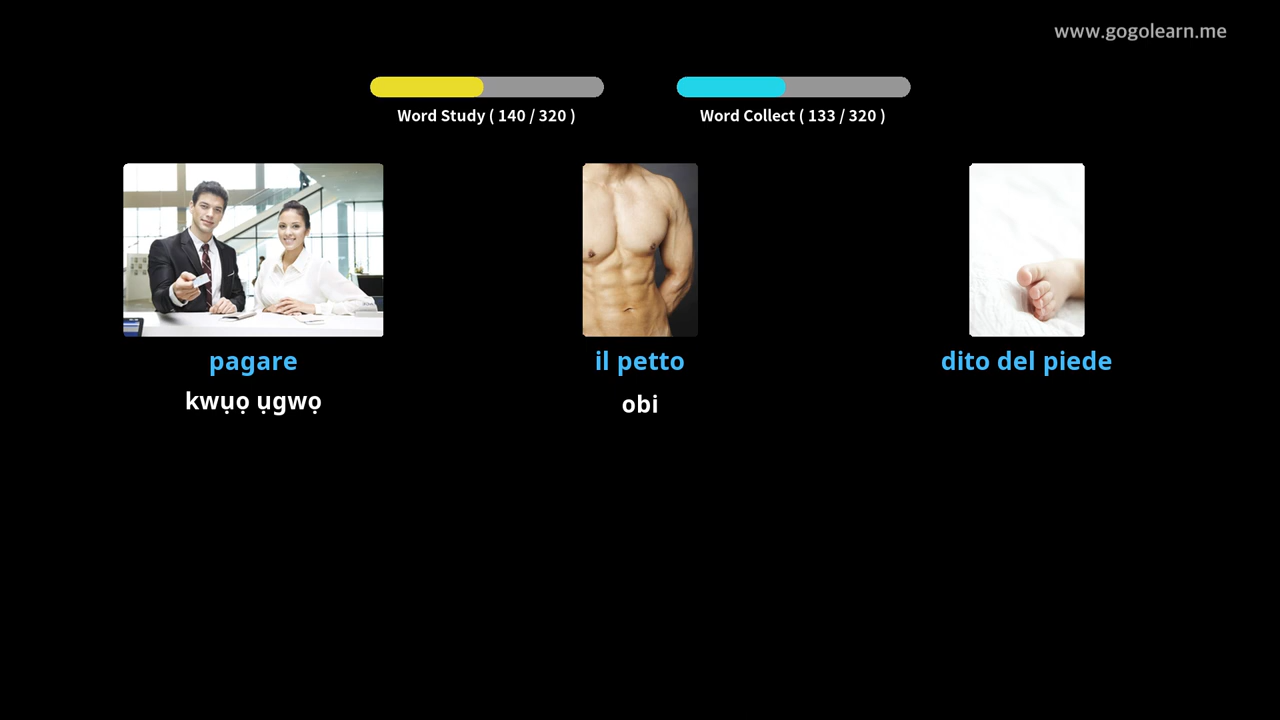 www.gogolearn.me
Word Study ( 140 / 320 )
Word Collect ( 133 / 320 )
pagare
kwụọ ụgwọ
il petto
obi
dito del piede